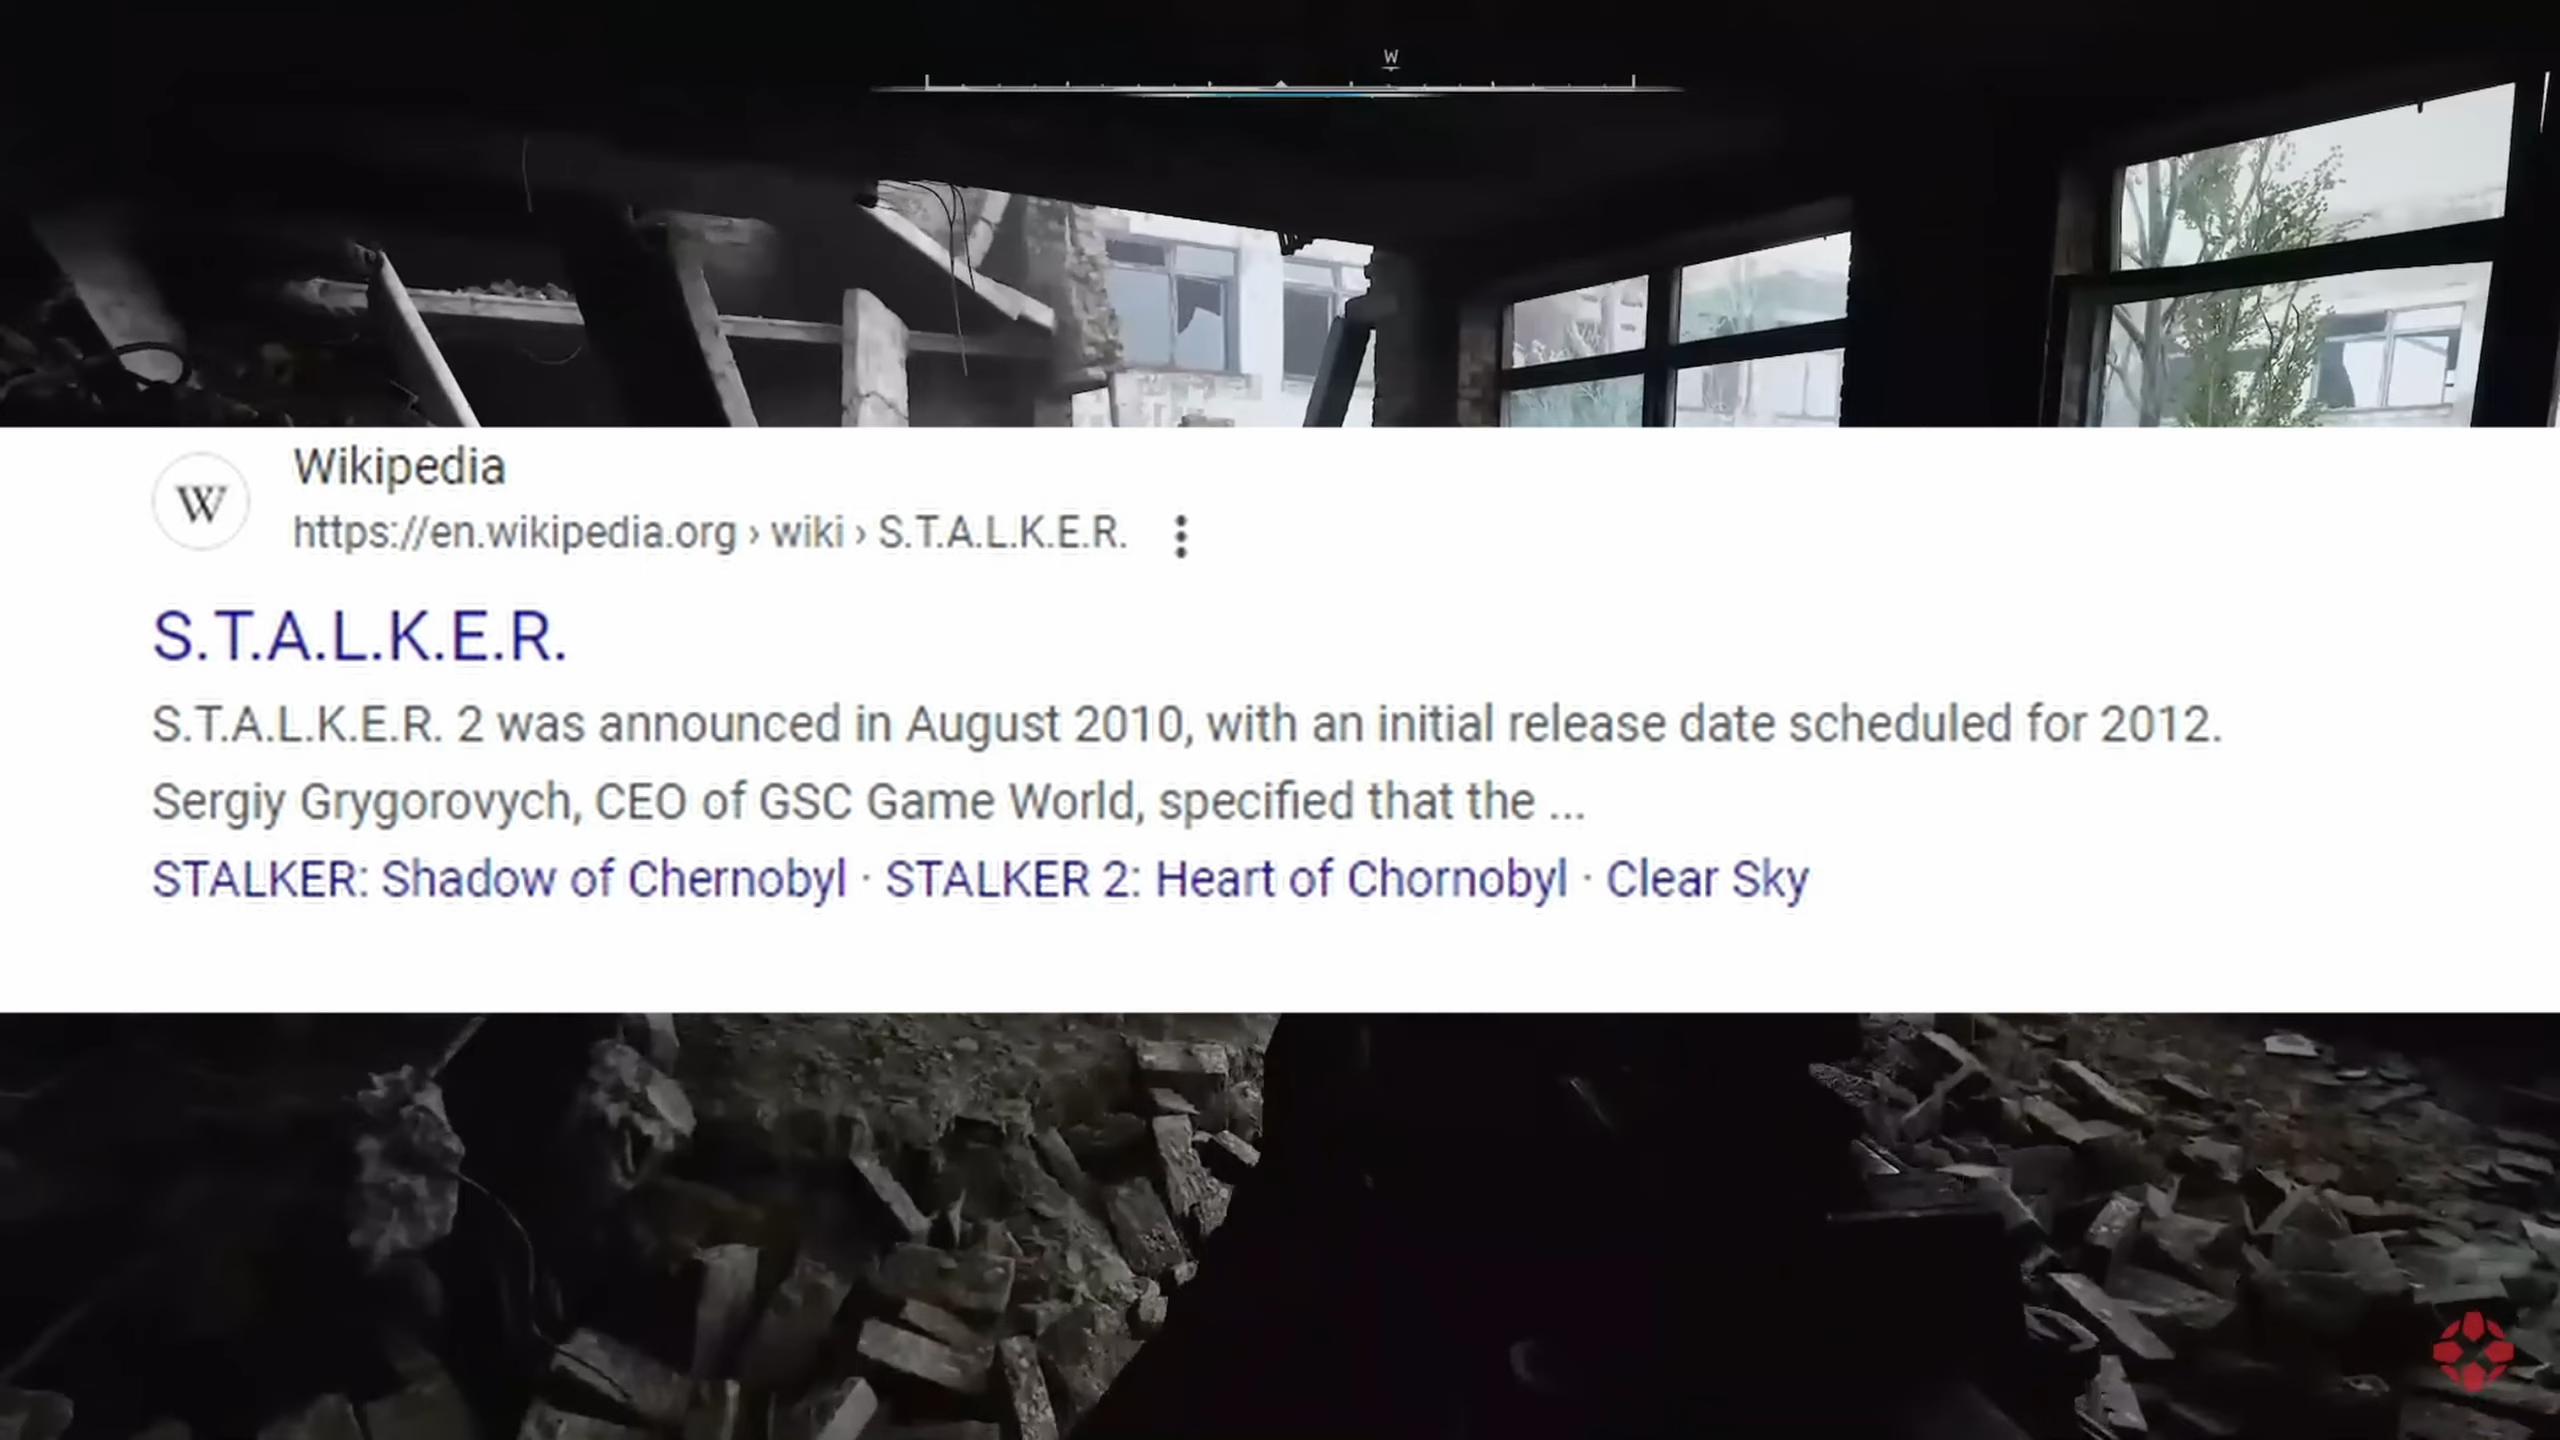 W
Wikipedia
W
https://en.wikipedia.org › wiki › S.T.A.L.K.E.R.
S.T.A.L.K.E.R.
S.T.A.L.K.E.R. 2 was announced in August 2010, with an initial release date scheduled for 2012.
Sergiy Grygorovych, CEO of GSC Game World, specified that the ...
STALKER: Shadow of Chernobyl · STALKER 2: Heart of Chornobyl · Clear Sky